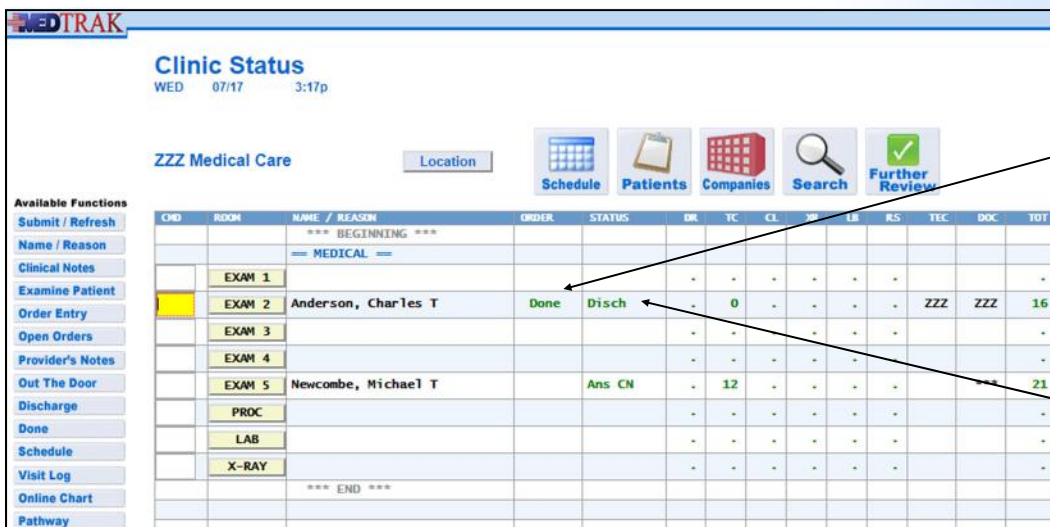 MEDTRAK
Clinic Status
WED 07/17 3:17p
ZZZ Medical Care Location Schedule Patients Companies Search Further Review
Available Functions
Submit / Refresh
Name / Reason
Clinical Notes
Examine Patient
Order Entry
Open Orders
Provider's Notes
Out The Door
Discharge
Done
Schedule
Visit Log
Online Chart
Pathway
CMD ROOM NAME / REASON ORDER STATUS DR TC CL XR LB RS TEC DOC TOT
*** BEGINNING ***
== MEDICAL ==
EXAM 1 - - - - - - -
EXAM 2 Anderson, Charles T Done Disch - 0 - - - - ZZZ ZZZ 16
EXAM 3 - - - - - - -
EXAM 4 - - - - - - -
EXAM 5 Newcombe, Michael T Ans CN - 12 - - - - *** 21
PROC - - - - - - -
LAB - - - - - - -
X-RAY - - - - - - -
*** END ***